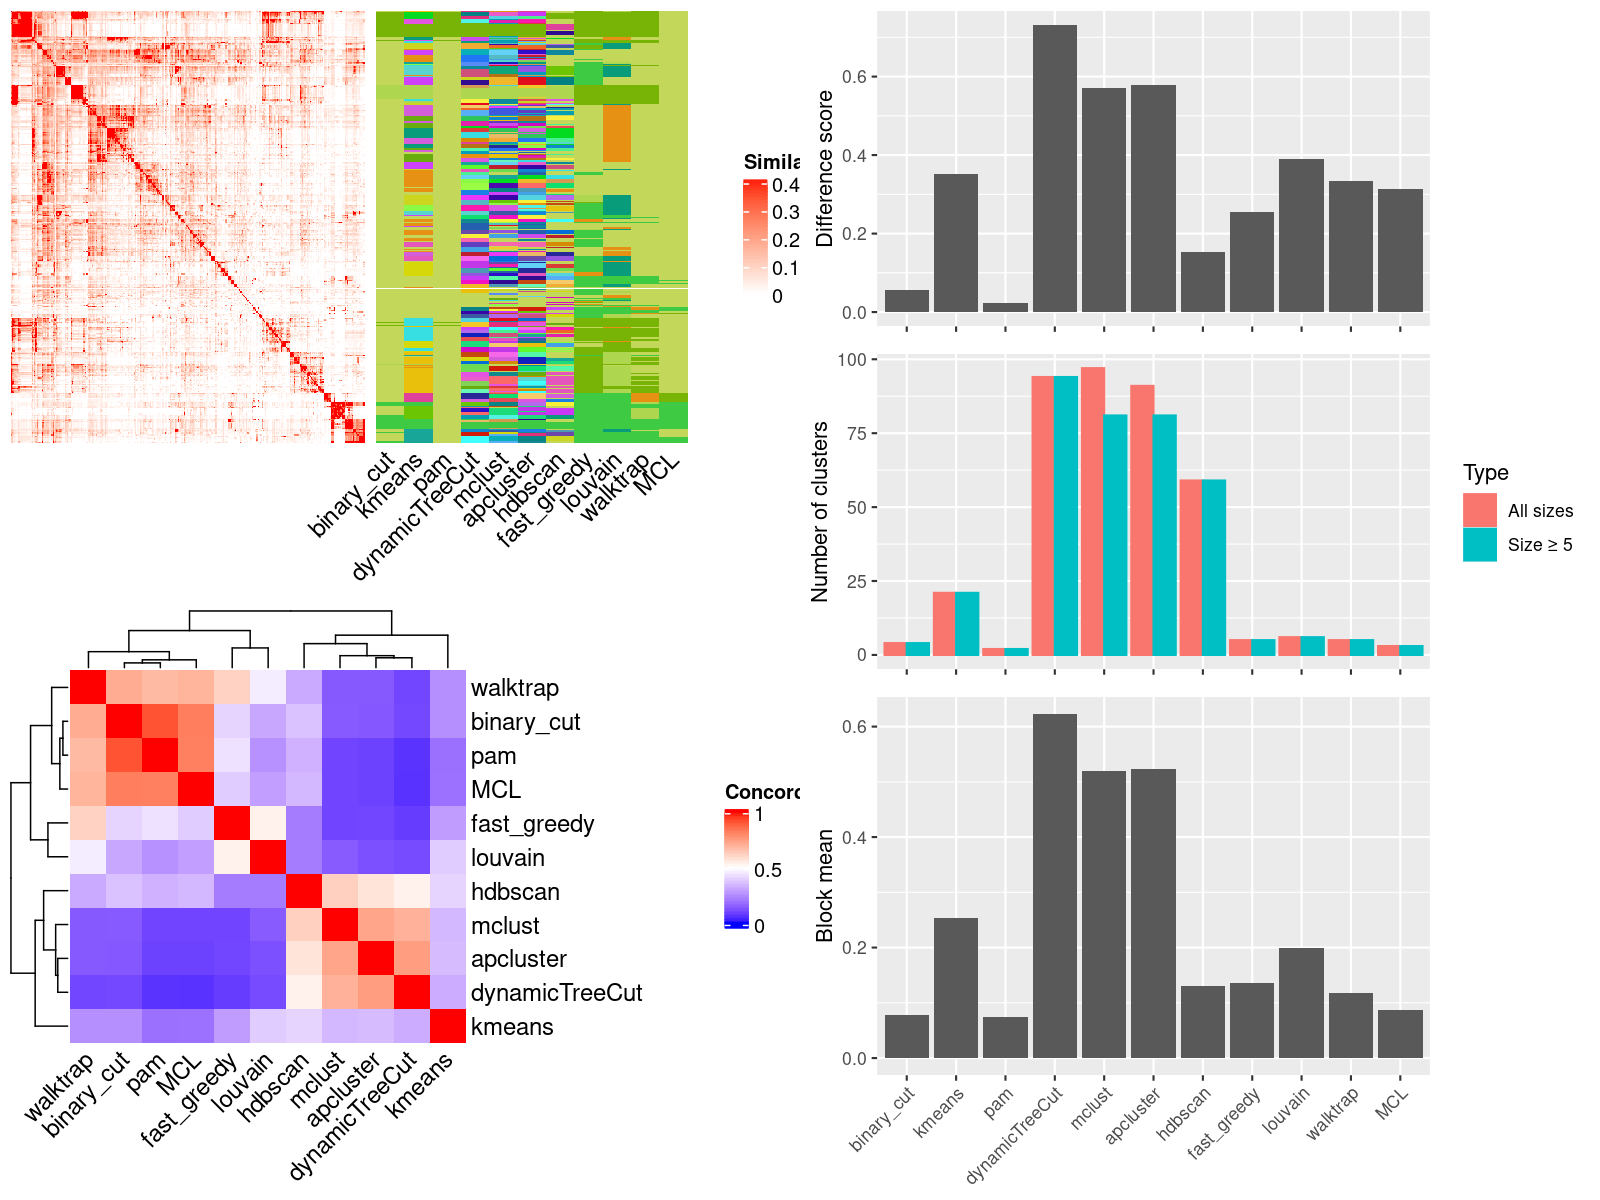 Simila
0.4
0.3
0.2
0.1
0
binary_cut
kmeans
pam
dynamicTreeCut
mclust
apcluster
hdbscan
fast_greedy
louvain
walktrap
MCL
walktrap
binary_cut
pam
MCL
fast_greedy
louvain
hdbscan
mclust
apcluster
dynamicTreeCut
kmeans
walktrap
binary_cut
pam
MCL
fast_greedy
louvain
hdbscan
mclust
apcluster
dynamicTreeCut
kmeans
Concord
1
0.5
0
Difference score
0.6
0.4
0.2
0.0
Number of clusters
100
75
50
25
0
Type
All sizes
Size ≥ 5
Block mean
0.6
0.4
0.2
0.0
binary_cut
kmeans
pam
dynamicTreeCut
mclust
apcluster
hdbscan
fast_greedy
louvain
walktrap
MCL